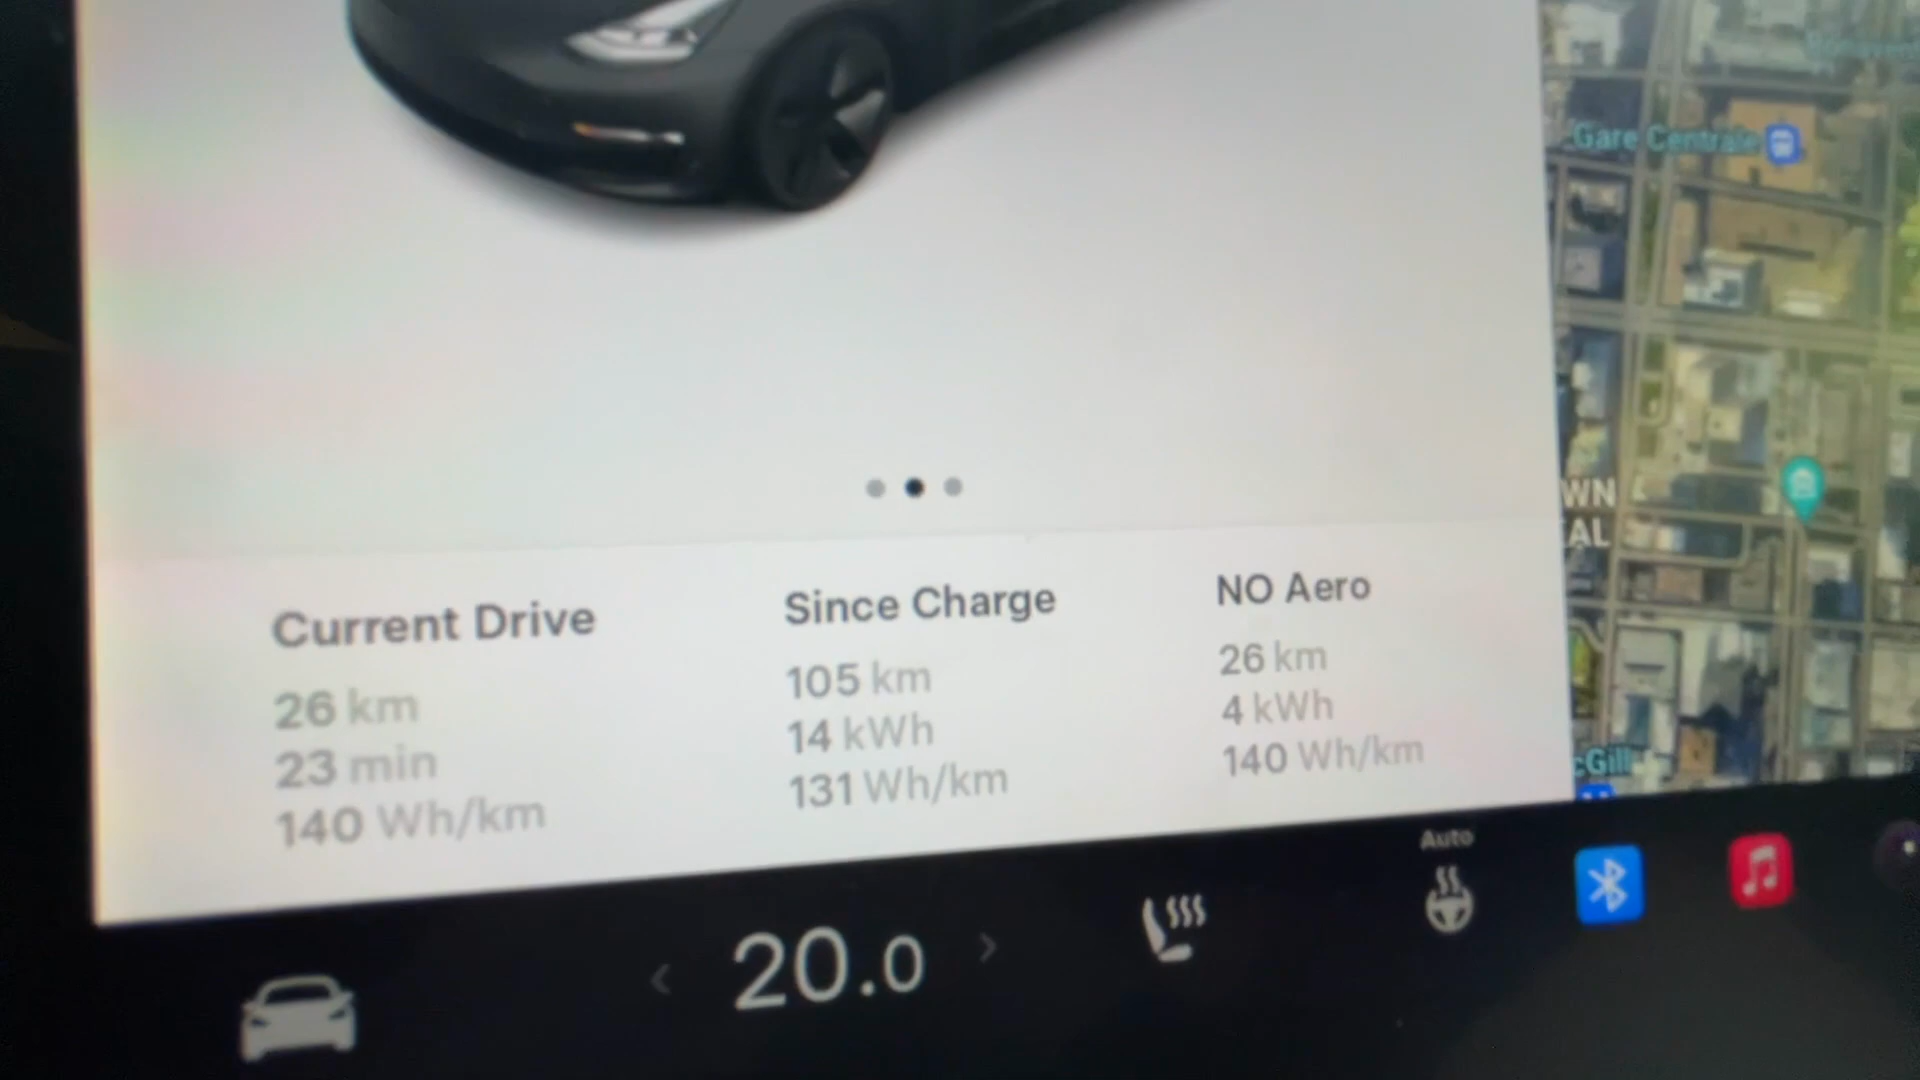 Gare Centrale
WN
AL
Current Drive
26 km
23 min
140 Wh/km
Since Charge
105 km
14 kWh
131 Wh/km
NO Aero
26 km
4 kWh
140 Wh/km
cGill
Auto
20.0